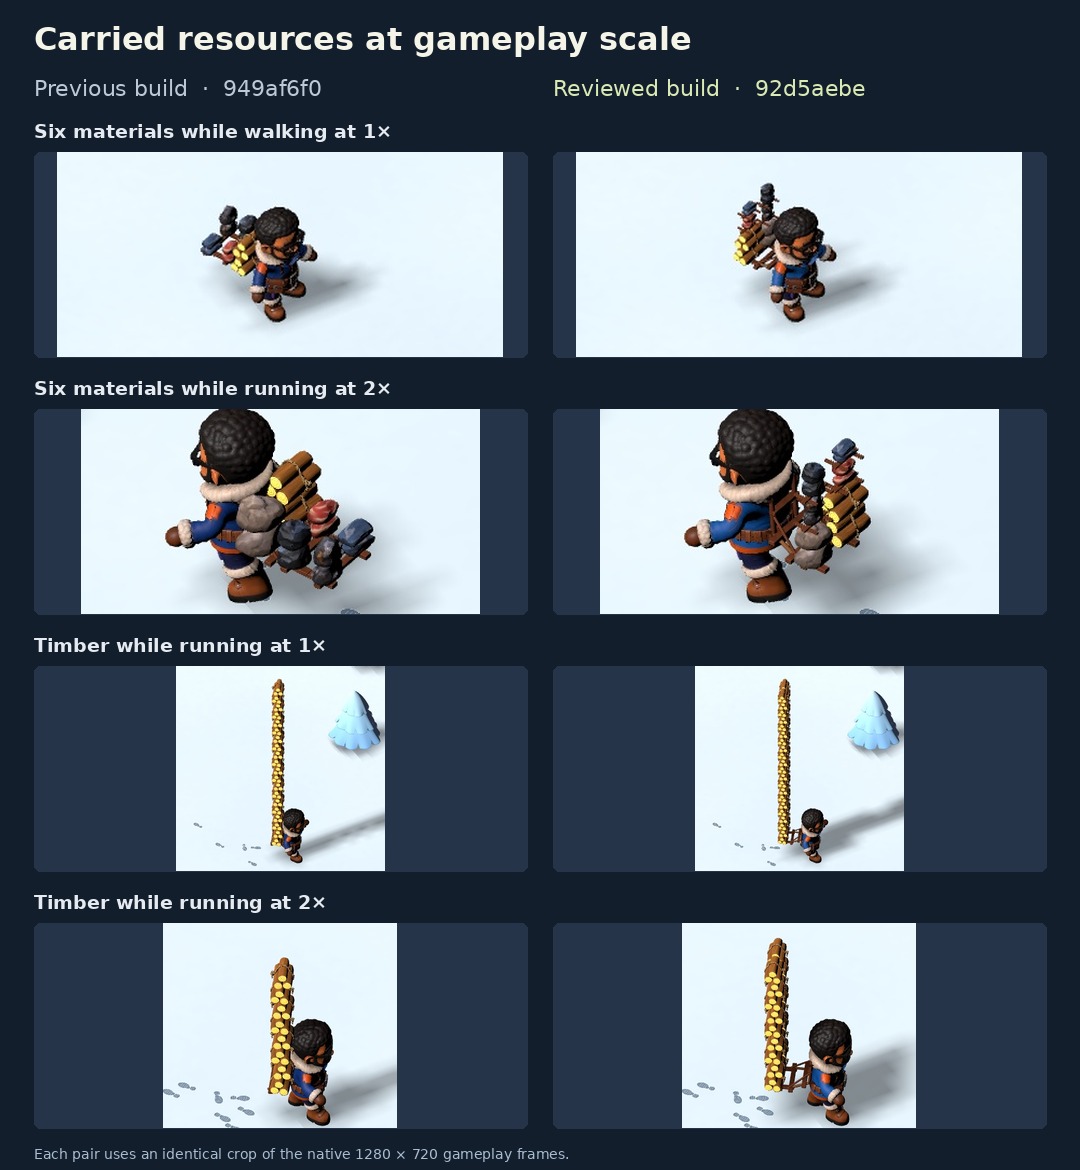 Carried resources at gameplay scale
Previous build · 949af6f0
Reviewed build · 92d5aebe
Six materials while walking at 1×
Six materials while running at 2×
Timber while running at 1×
Timber while running at 2×
Each pair uses an identical crop of the native 1280 × 720 gameplay frames.